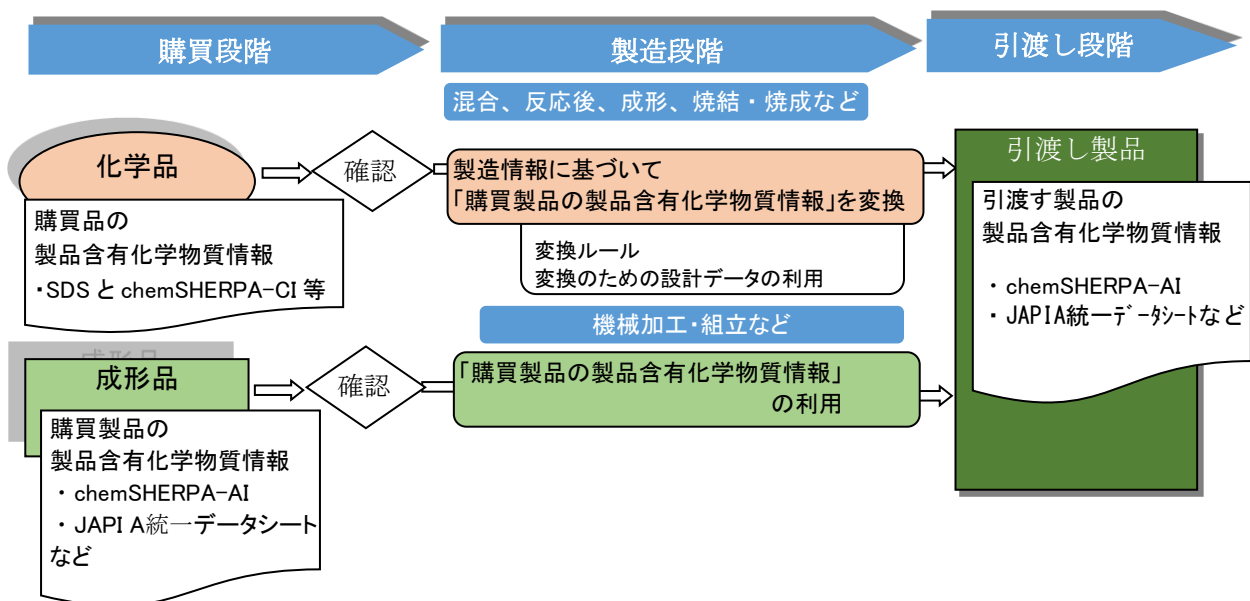 購買段階
製造段階
引渡し段階
混合、反応後、成形、焼結・焼成など
化学品
確認
製造情報に基づいて
「購買製品の製品含有化学物質情報」を変換
引渡し製品
購買品の
製品含有化学物質情報
・SDS と chemSHERPA-CI 等
変換ルール
変換のための設計データの利用
引渡す製品の
製品含有化学物質情報
・ chemSHERPA-AI
・ JAPIA統一ﾃﾞｰﾀｼｰﾄなど
機械加工・組立など
成形品
成形品
確認
「購買製品の製品含有化学物質情報」
の利用
購買製品の
製品含有化学物質情報
・ chemSHERPA-AI
・ JAPI A統一データシート
など